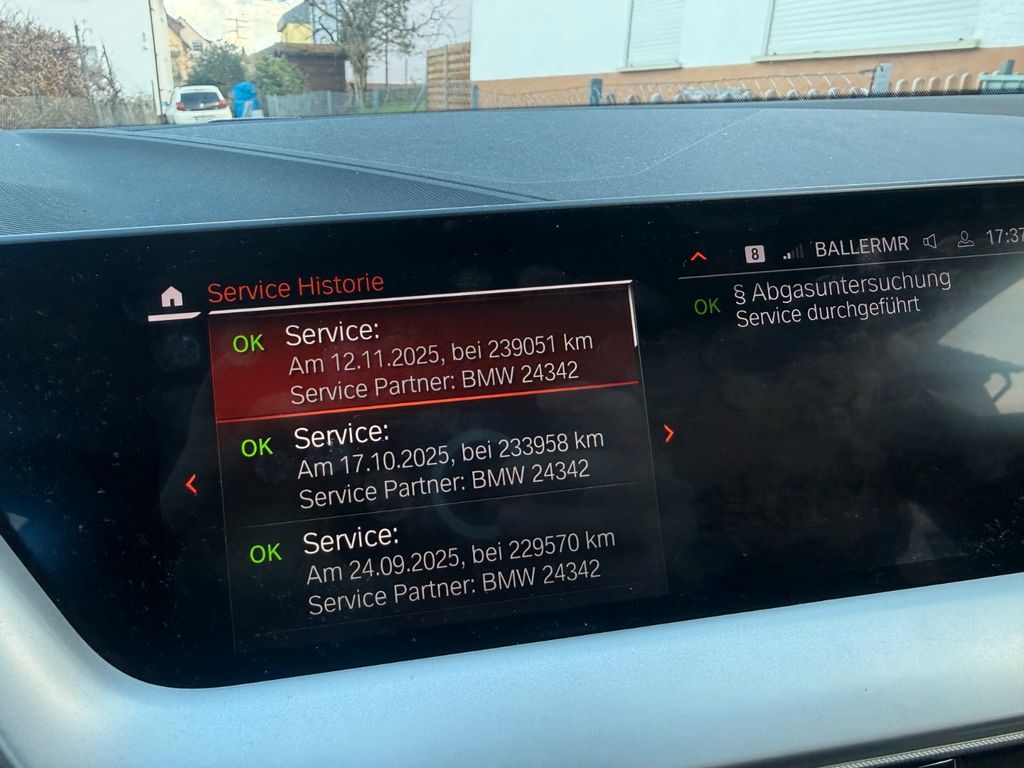 8 BALLERMR 17:37
Service Historie
OK Service:
Am 12.11.2025, bei 239051 km
Service Partner: BMW 24342
OK Service:
Am 17.10.2025, bei 233958 km
Service Partner: BMW 24342
OK Service:
Am 24.09.2025, bei 229570 km
Service Partner: BMW 24342
OK § Abgasuntersuchung
Service durchgeführt